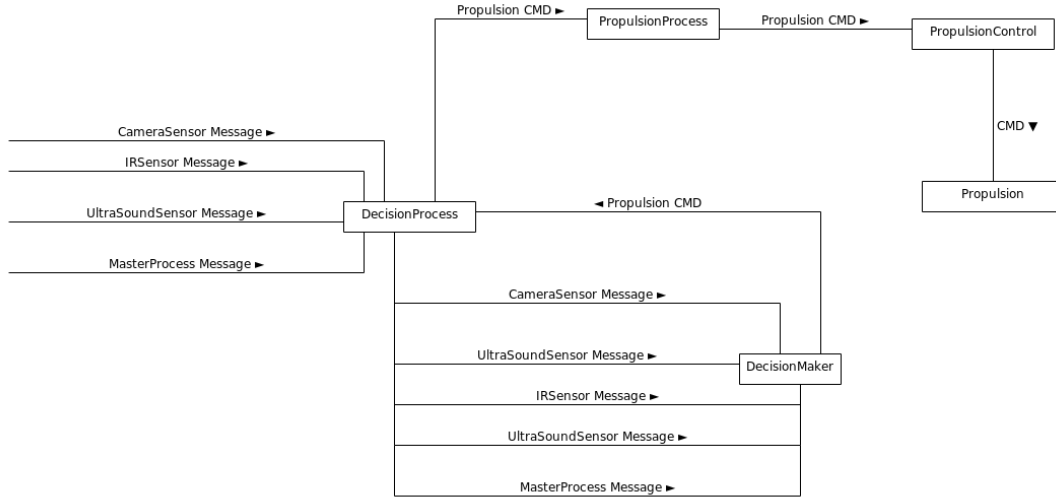 Propulsion CMD ►
PropulsionProcess
Propulsion CMD ►
PropulsionControl
CameraSensor Message ►
CMD ▼
IRSensor Message ►
Propulsion
UltraSoundSensor Message ►
DecisionProcess
◄ Propulsion CMD
MasterProcess Message ►
CameraSensor Message ►
UltraSoundSensor Message ►
DecisionMaker
IRSensor Message ►
UltraSoundSensor Message ►
MasterProcess Message ►